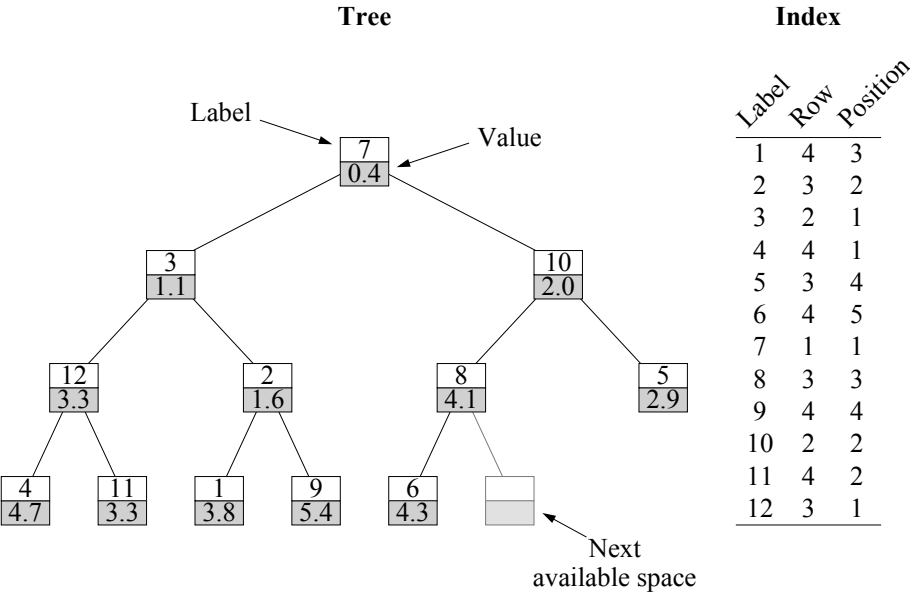 Tree
Index
Label Row Position
Label
Value
7
0.4
3
1.1
10
2.0
12
3.3
2
1.6
8
4.1
5
2.9
4
4.7
11
3.3
1
3.8
9
5.4
6
4.3
Next
available space
1 4 3
2 3 2
3 2 1
4 4 1
5 3 4
6 4 5
7 1 1
8 3 3
9 4 4
10 2 2
11 4 2
12 3 1